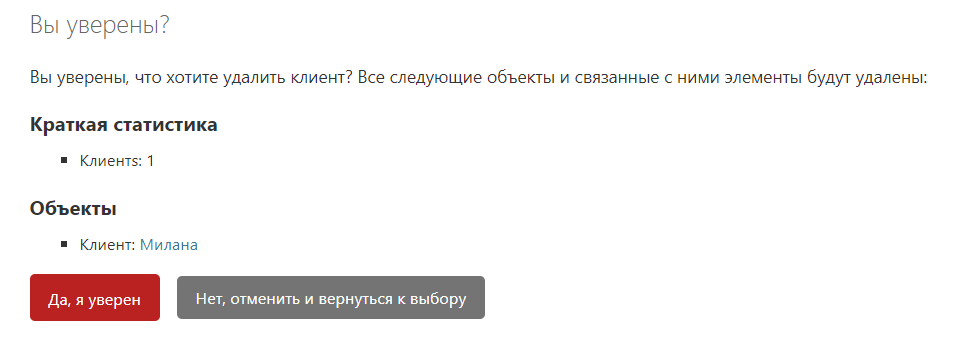 Вы уверены?
Вы уверены, что хотите удалить клиент? Все следующие объекты и связанные с ними элементы будут удалены:
Краткая статистика
Клиентs: 1
Объекты
Клиент: Милана
Да, я уверен
Нет, отменить и вернуться к выбору